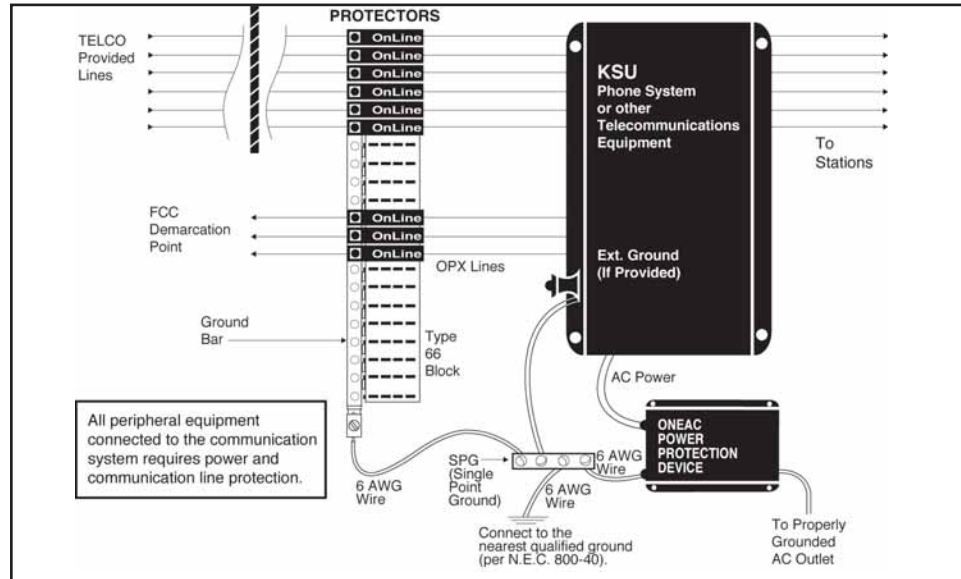 PROTECTORS
TELCO
Provided
Lines
OnLine
OnLine
OnLine
OnLine
OnLine
OnLine
KSU
Phone System
or other
Telecommunications
Equipment
To
Stations
FCC
Demarcation
Point
OnLine
OnLine
OnLine
OPX Lines
Ext. Ground
(If Provided)
Ground
Bar
Type
66
Block
AC Power
All peripheral equipment
connected to the communication
system requires power and
communication line protection.
6 AWG
Wire
SPG
(Single
Point
Ground)
6 AWG
Wire
6 AWG
Wire
ONEAC
POWER
PROTECTION
DEVICE
Connect to the
nearest qualified ground
(per N.E.C. 800-40).
To Properly
Grounded
AC Outlet